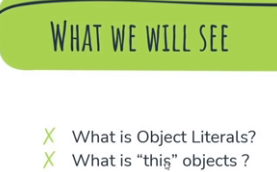 WHAT WE WILL SEE
What is Object Literals?
What is "this" objects ?